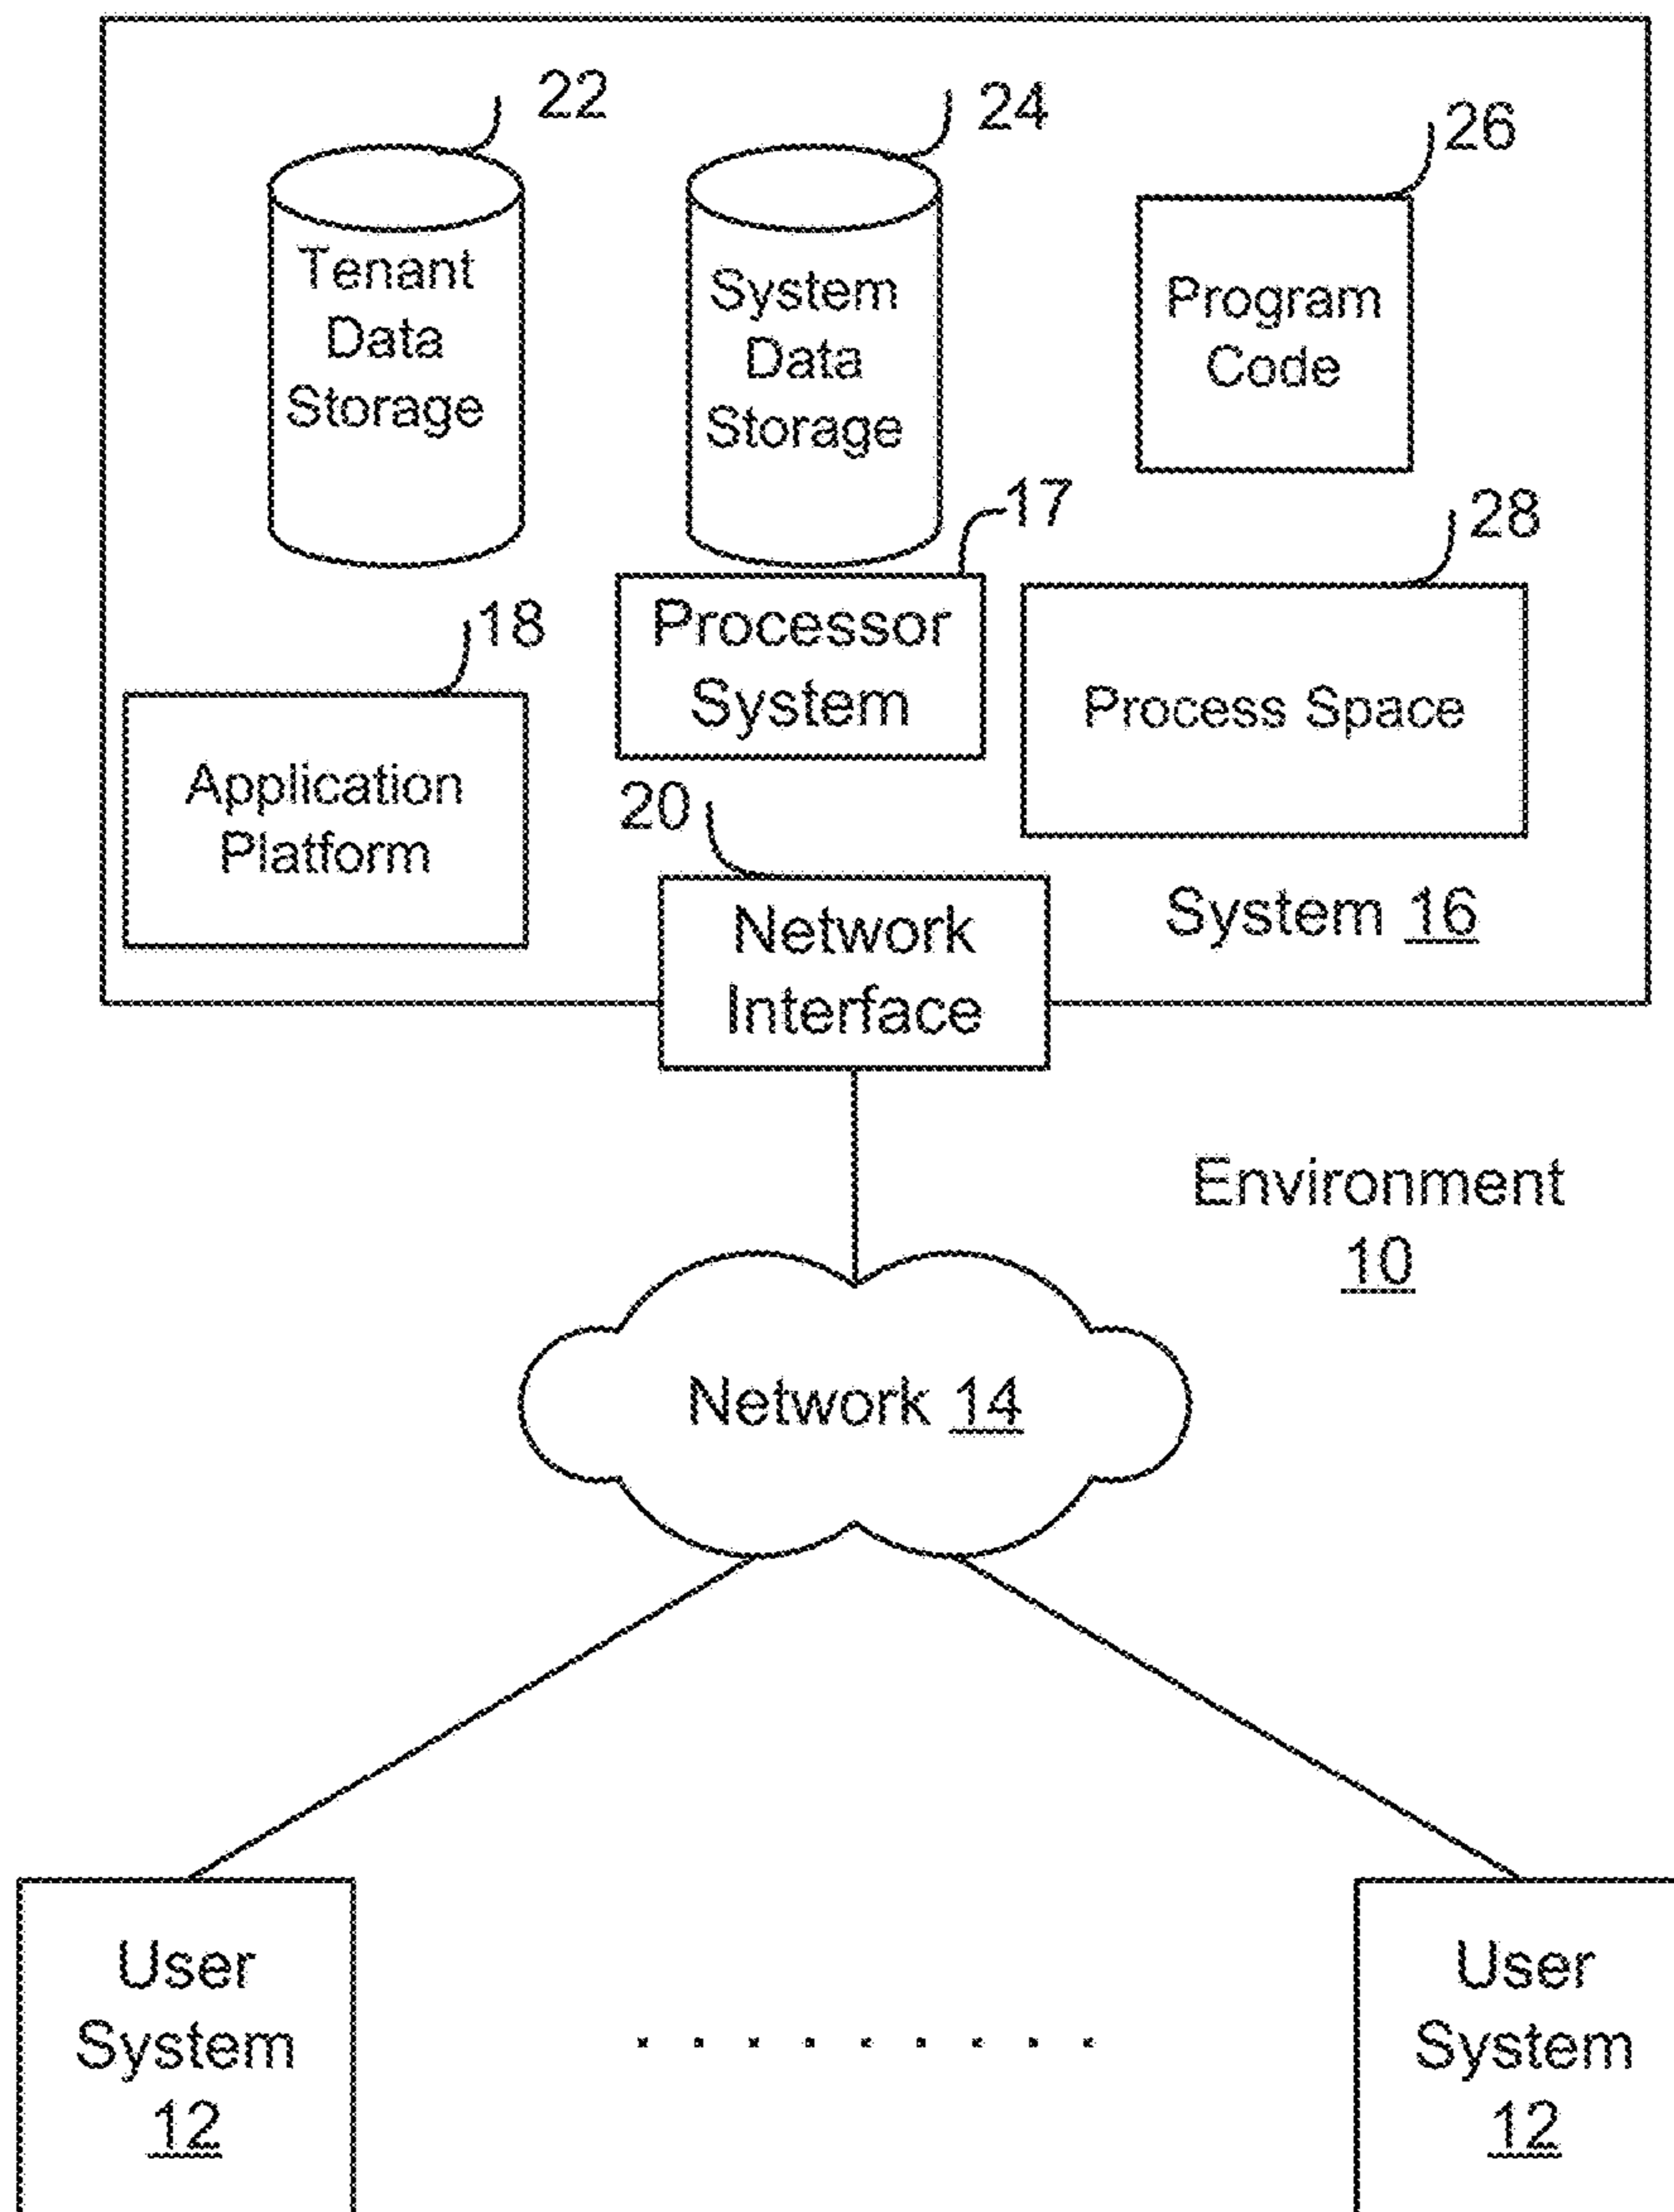 22
24
26
Tenant
Data
Storage
System
Data
Storage
Program
Code
17
28
18
Processor
System
Process Space
Application
Platform
20
Network
Interface
System 16
Environment
10
Network 14
User
System
12
User
System
12